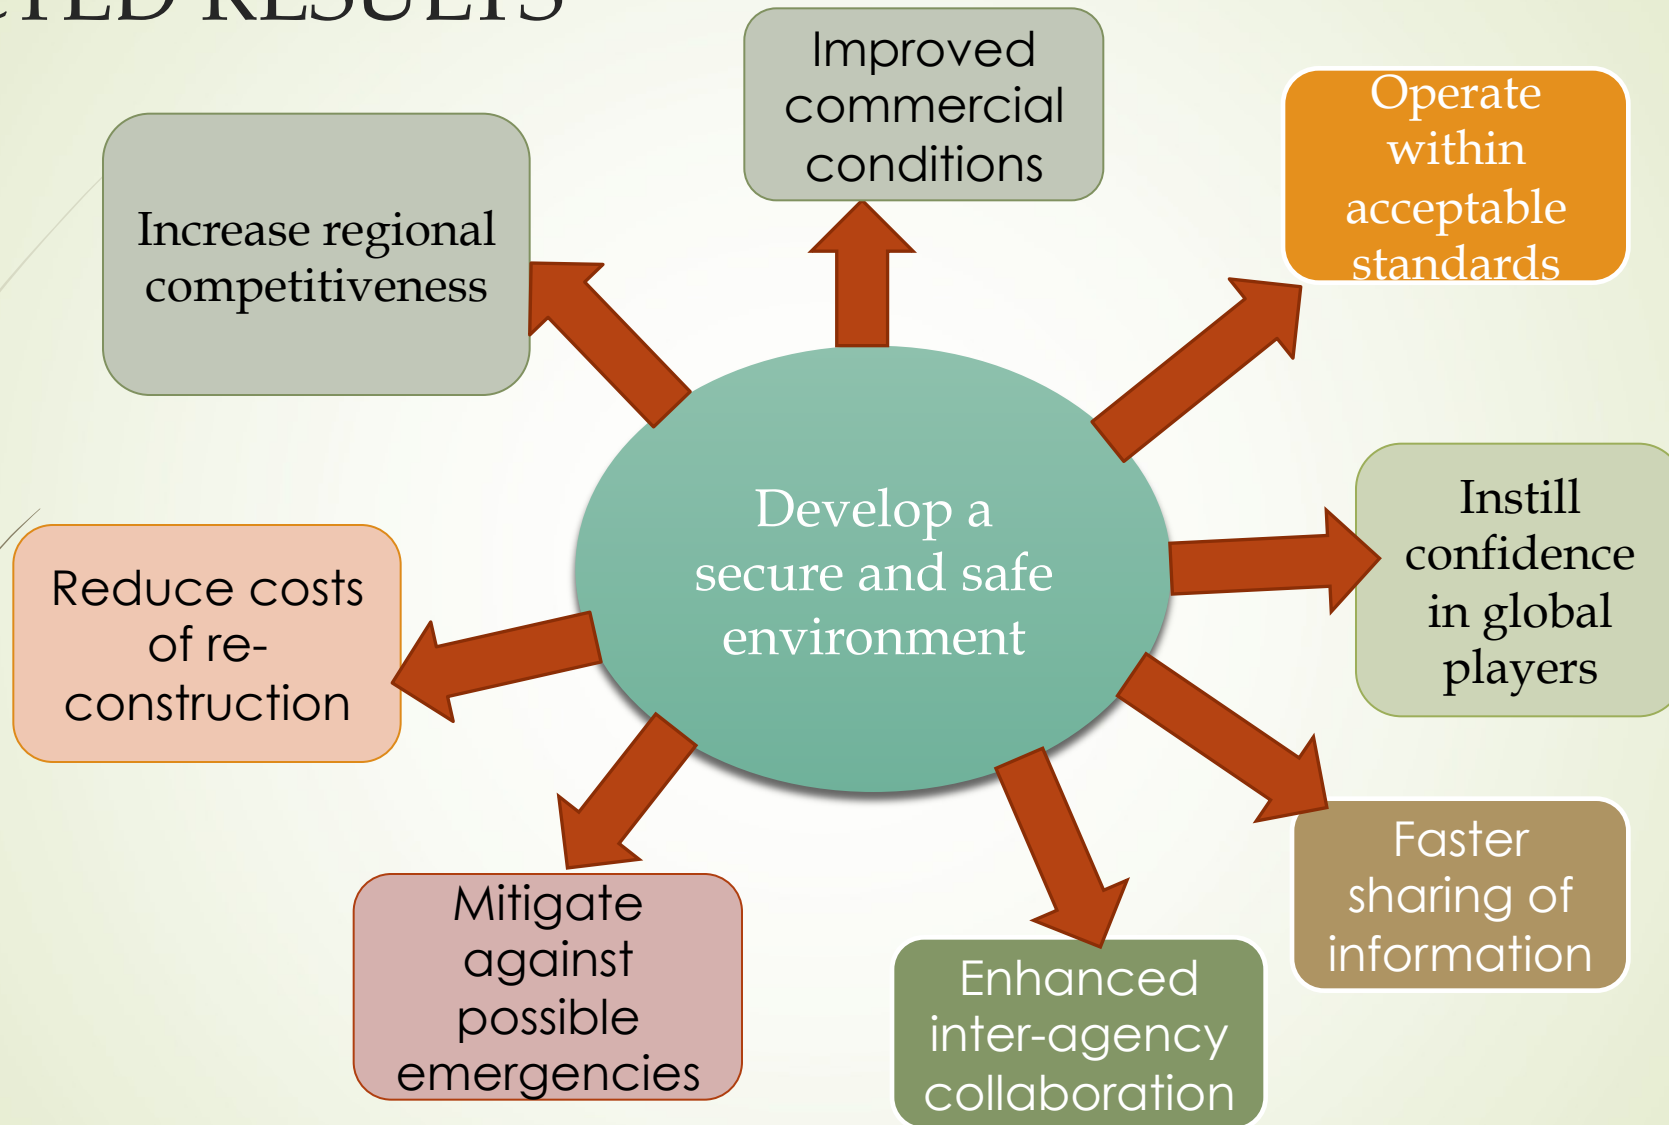 RESULTS
Improved
commercial
conditions
Operate
within
acceptable
standards
Increase regional
competitiveness
Instill
confidence
in global
players
Develop a
secure and safe
environment
Reduce costs
of re-
construction
Faster
sharing of
information
Mitigate
against
possible
emergencies
Enhanced
inter-agency
collaboration